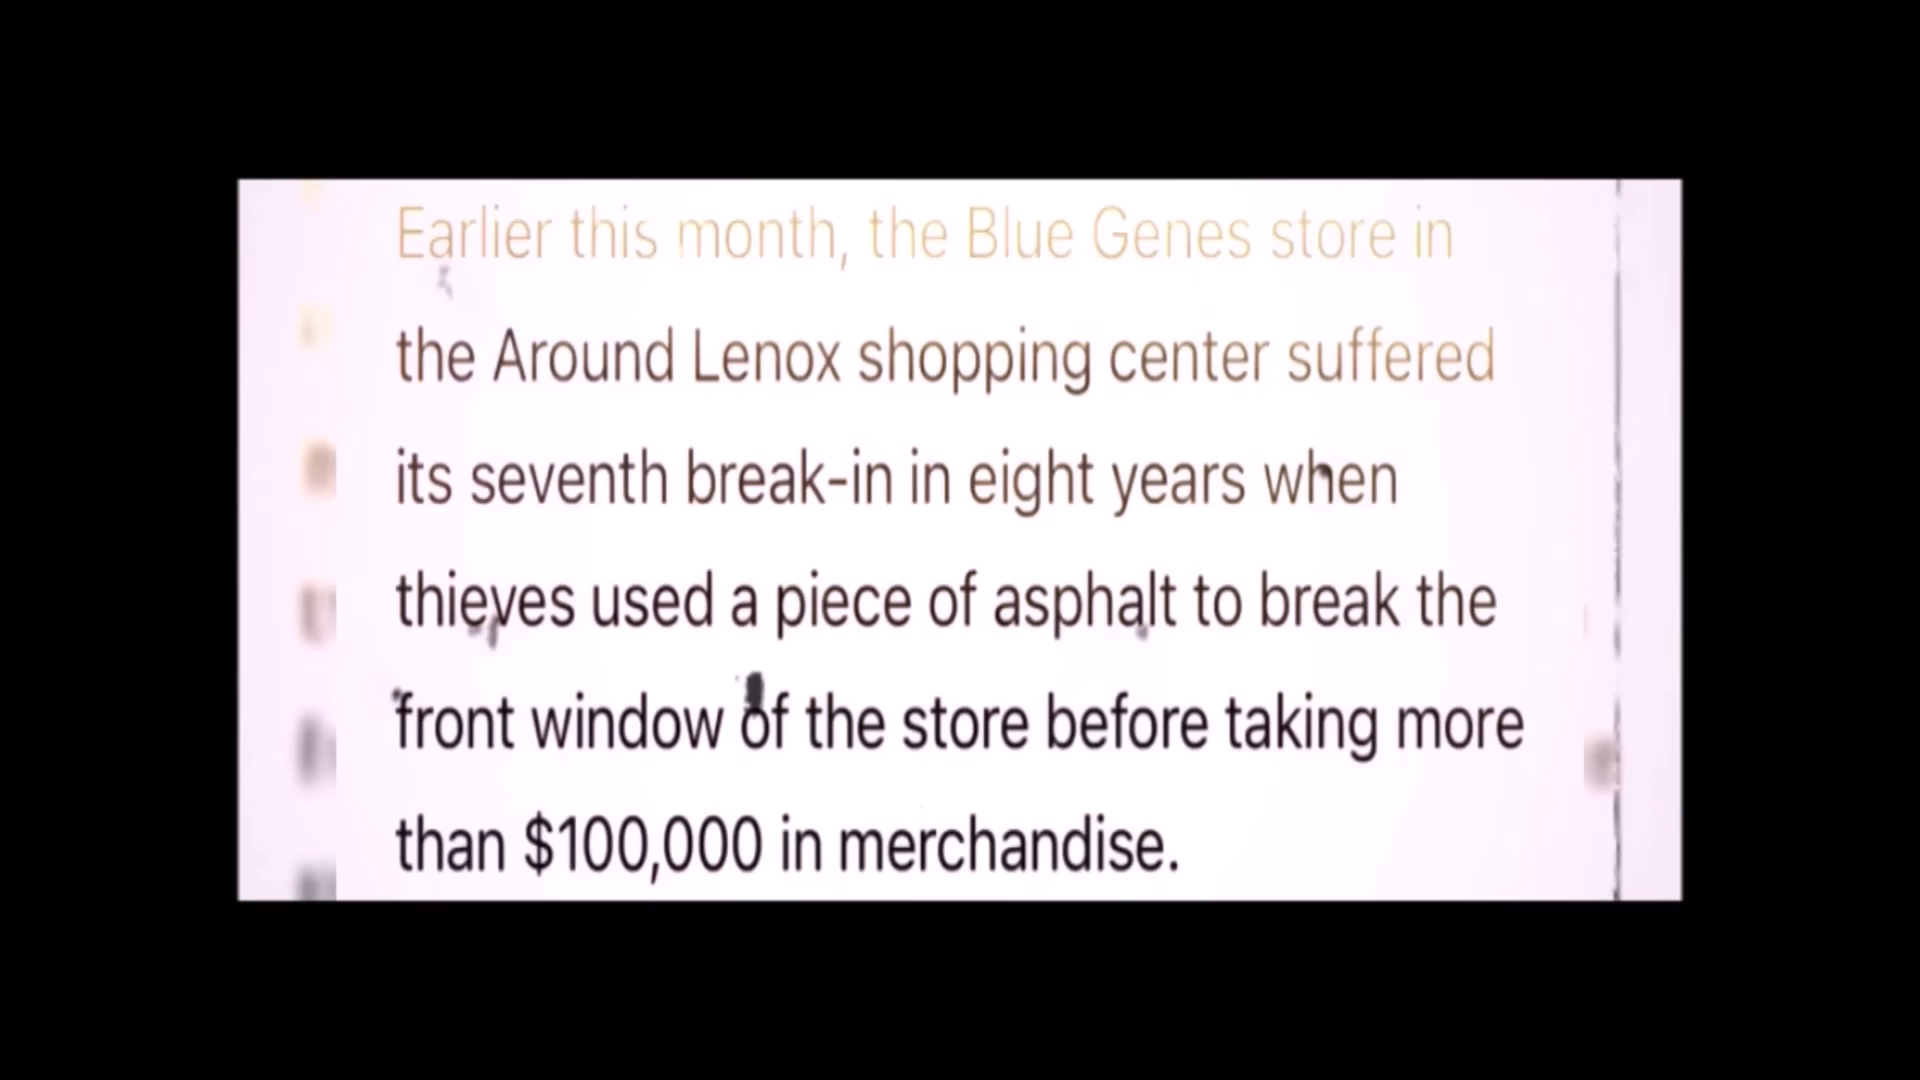 Earlier this month, the Blue Genes store in
the Around Lenox shopping center suffered
its seventh break-in in eight years when
thieves used a piece of asphalt to break the
front window of the store before taking more
than $100,000 in merchandise.